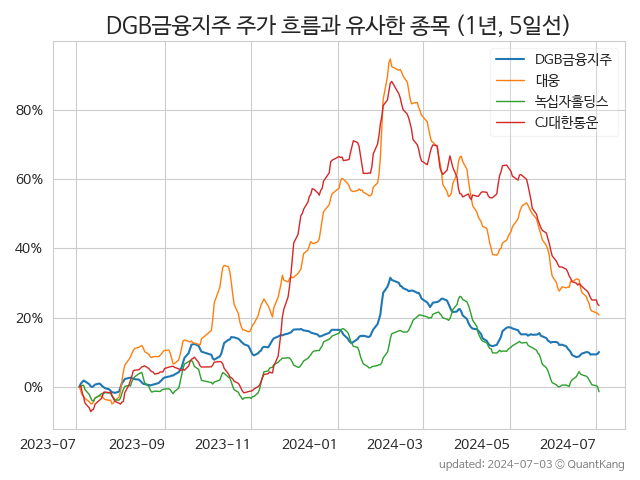 DGB금융지주 주가 흐름과 유사한 종목 (1년, 5일선)
DGB금융지주
대웅
녹십자홀딩스
CJ대한통운
80%
60%
40%
20%
0%
2023-07 2023-09 2023-11 2024-01 2024-03 2024-05 2024-07
updated: 2024-07-03 © QuantKang